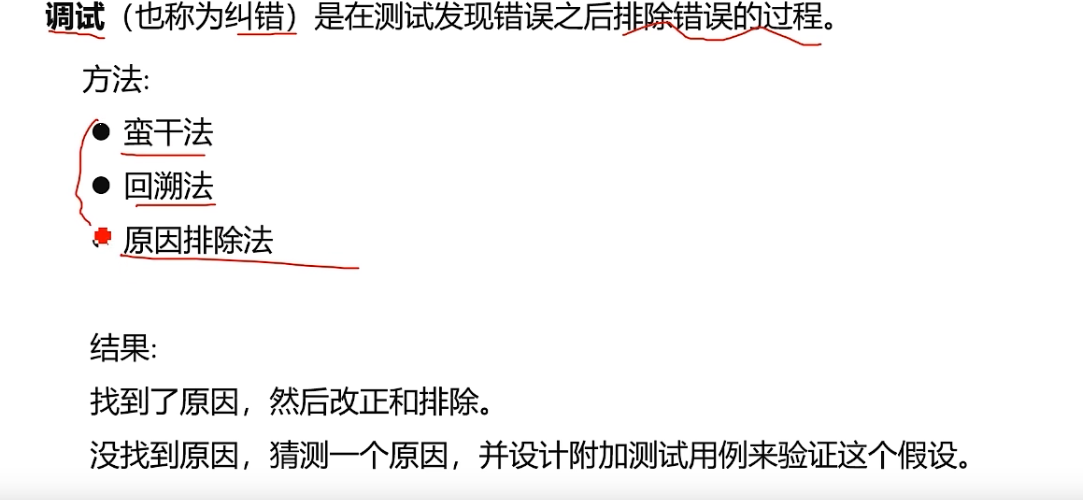 调试（也称为纠错）是在测试发现错误之后排除错误的过程。
方法:
● 蛮干法
● 回溯法
原因排除法
结果:
找到了原因，然后改正和排除。
没找到原因，猜测一个原因，并设计附加测试用例来验证这个假设。